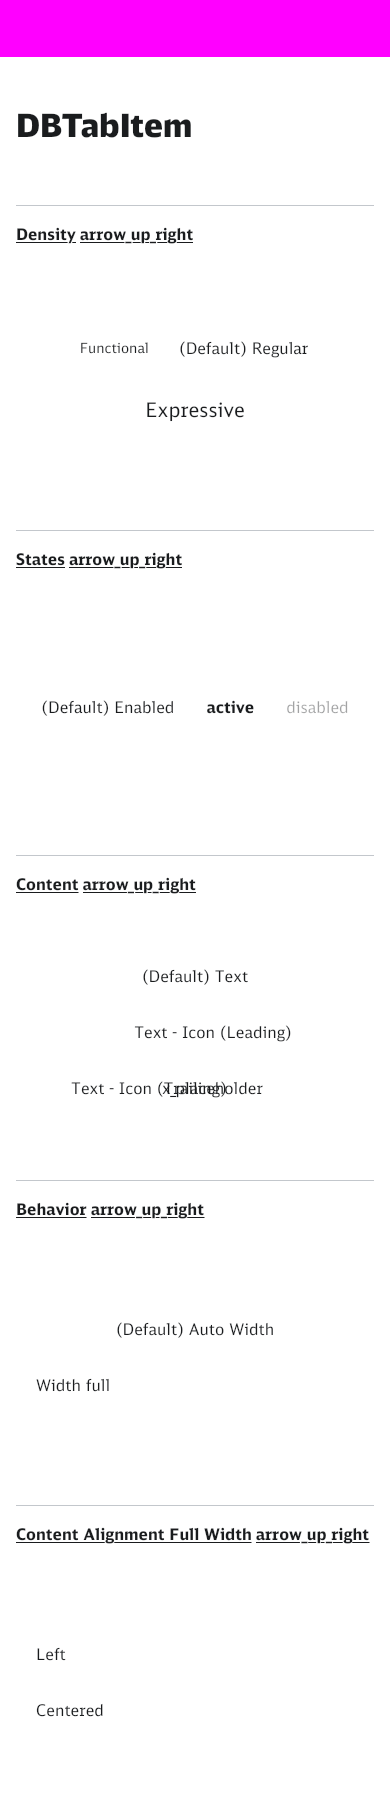 DBTabItem
Density arrow_up_right
Functional (Default) Regular
Expressive
States arrow_up_right
(Default) Enabled active disabled
Content arrow_up_right
(Default) Text
Text - Icon (Leading)
Text - Icon (Trailing) x_placeholder
Behavior arrow_up_right
(Default) Auto Width
Width full
Content Alignment Full Width arrow_up_right
Left
Centered